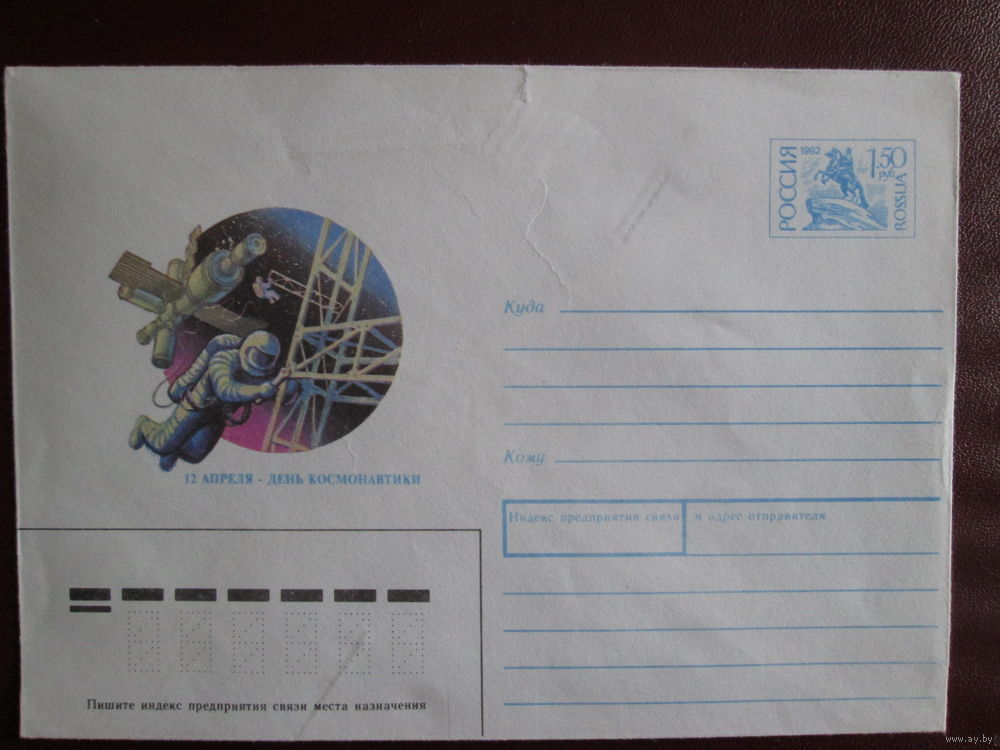 РОССИЯ
1992
1.50
руб
ROSSIJA
Куда
Кому
12 АПРЕЛЯ - ДЕНЬ КОСМОНАВТИКИ
Индекс предприятия связи и адрес отправителя
Пишите индекс предприятия связи места назначения
www.ay.by